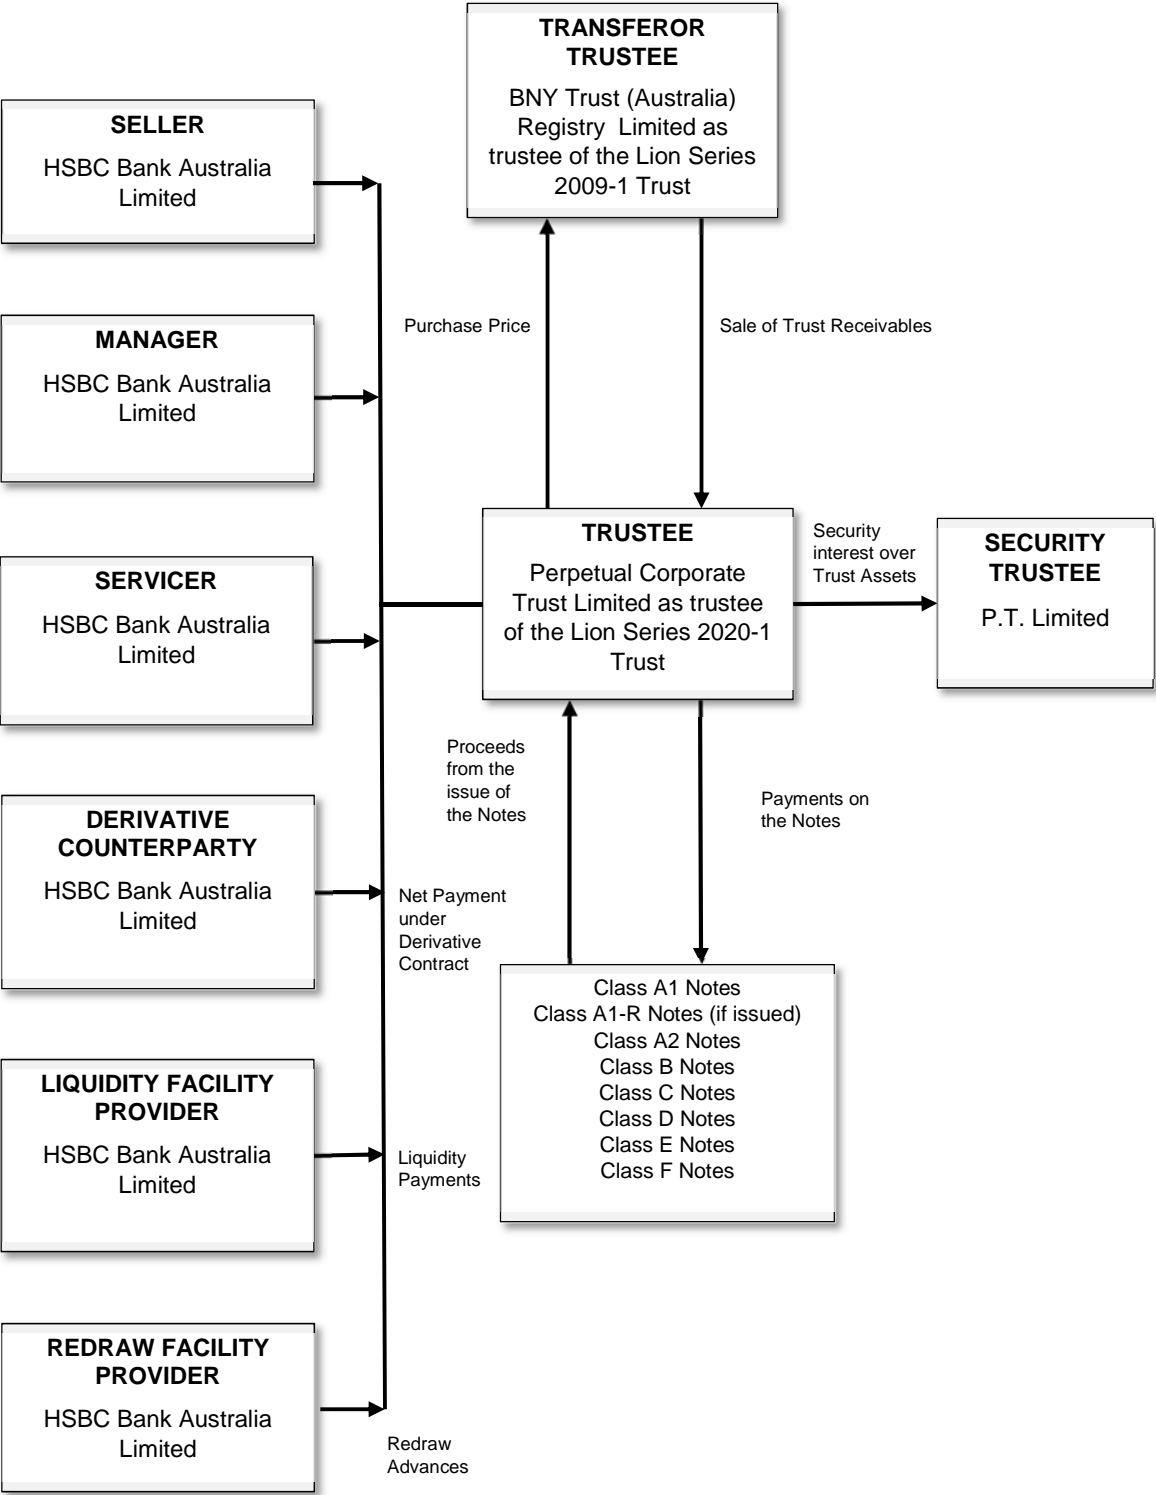 TRANSFEROR
TRUSTEE
BNY Trust (Australia)
Registry Limited as
trustee of the Lion Series
2009-1 Trust
SELLER
HSBC Bank Australia
Limited
MANAGER
HSBC Bank Australia
Limited
Purchase Price
Sale of Trust Receivables
SERVICER
HSBC Bank Australia
Limited
TRUSTEE
Perpetual Corporate
Trust Limited as trustee
of the Lion Series 2020-1
Trust
Security
interest over
Trust Assets
SECURITY
TRUSTEE
P.T. Limited
Proceeds
from the
issue of
the Notes
Payments on
the Notes
DERIVATIVE
COUNTERPARTY
HSBC Bank Australia
Limited
Net Payment
under
Derivative
Contract
Class A1 Notes
Class A1-R Notes (if issued)
Class A2 Notes
Class B Notes
Class C Notes
Class D Notes
Class E Notes
Class F Notes
LIQUIDITY FACILITY
PROVIDER
HSBC Bank Australia
Limited
Liquidity
Payments
REDRAW FACILITY
PROVIDER
HSBC Bank Australia
Limited
Redraw
Advances